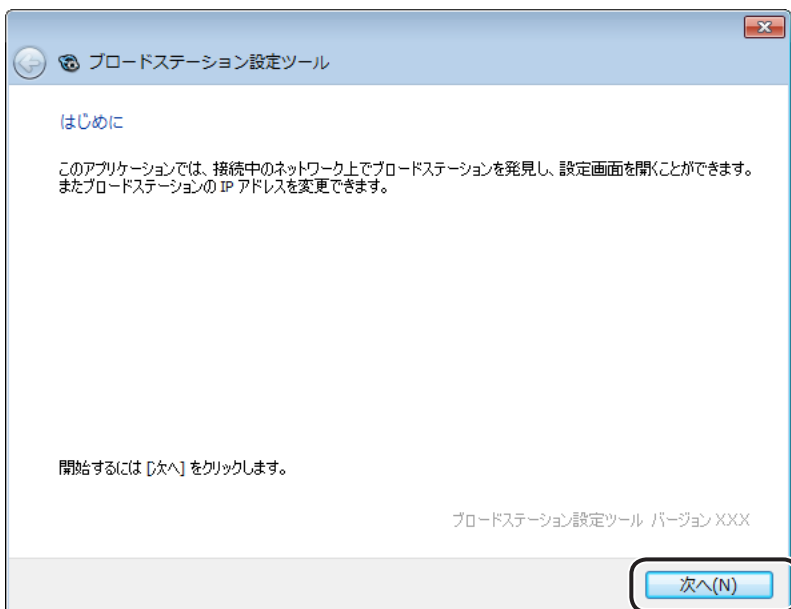 ブロードステーション設定ツール
はじめに
このアプリケーションでは、接続中のネットワーク上でブロードステーションを発見し、設定画面を開くことができます。
またブロードステーションの IP アドレスを変更できます。
開始するには [次へ] をクリックします。
ブロードステーション設定ツール バージョン XXX
次へ(N)